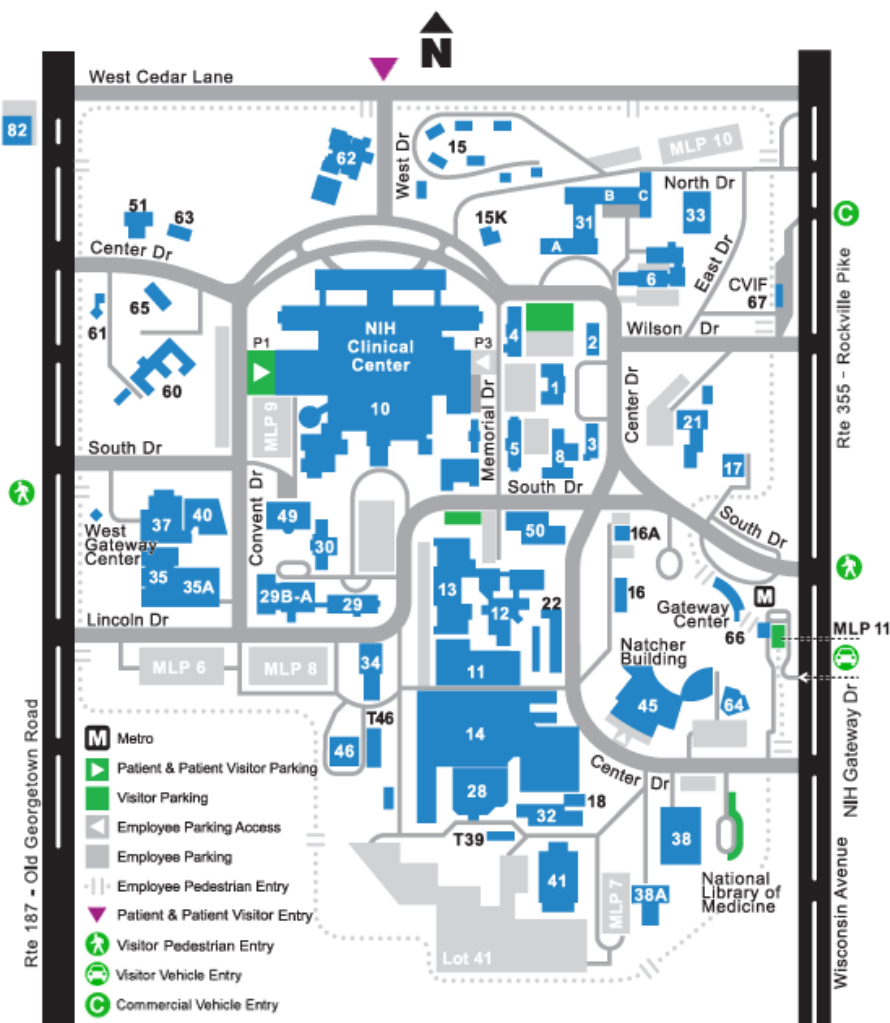 N
West Cedar Lane
82
62
West Dr
15
MLP 10
North Dr
B
C
31
A
33
51
63
15K
Center Dr
6
East Dr
CVIF
67
C
Rte 355 - Rockville Pike
65
61
60
NIH
Clinical
Center
P1
P3
10
MLP 9
Memorial Dr
4
2
1
5
8
3
Wilson Dr
Center Dr
21
17
South Dr
South Dr
South Dr
37
40
West
Gateway
Center
35
35A
Convent Dr
49
30
29B-A
29
50
16A
16
13
12
22
11
Gateway
Center
66
M
MLP 11
Natcher
Building
45
64
Lincoln Dr
MLP 6
MLP 8
34
T46
46
14
28
18
32
T39
41
Center Dr
38
38A
MLP 7
Lot 41
National
Library of
Medicine
NIH Gateway Dr
Wisconsin Avenue
Rte 187 - Old Georgetown Road
M Metro
Patient & Patient Visitor Parking
Visitor Parking
Employee Parking Access
Employee Parking
Employee Pedestrian Entry
Patient & Patient Visitor Entry
Visitor Pedestrian Entry
Visitor Vehicle Entry
C Commercial Vehicle Entry